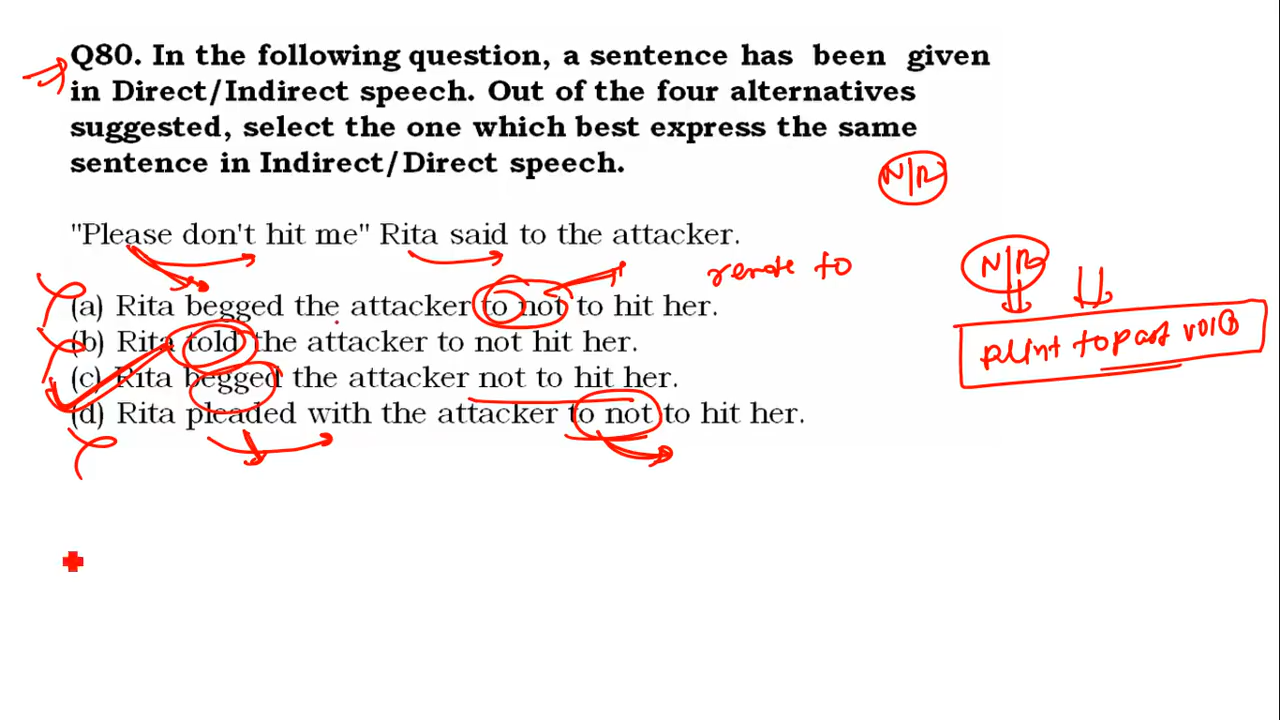 Q80. In the following question, a sentence has been given
in Direct/Indirect speech. Out of the four alternatives
suggested, select the one which best express the same
sentence in Indirect/Direct speech.
N/R
"Please don't hit me" Rita said to the attacker.
N/R
(a) Rita begged the attacker to not to hit her.
(b) Rita told the attacker to not hit her.
(c) Rita begged the attacker not to hit her.
(d) Rita pleaded with the attacker to not to hit her.